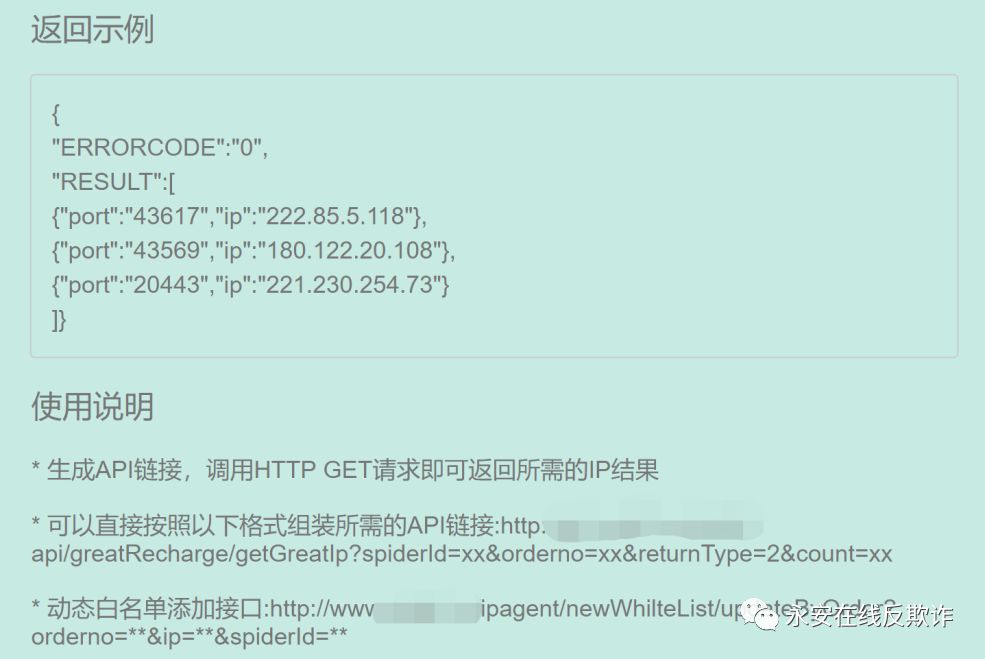 返回示例
{
"ERRORCODE":"0",
"RESULT":[
{"port":"43617","ip":"222.85.5.118"},
{"port":"43569","ip":"180.122.20.108"},
{"port":"20443","ip":"221.230.254.73"}
]}
使用说明
* 生成API链接，调用HTTP GET请求即可返回所需的IP结果
* 可以直接按照以下格式组装所需的API链接:http.
api/greatRecharge/getGreatIp?spiderId=xx&orderno=xx&returnType=2&count=xx
* 动态白名单添加接口:http://www ipagent/newWhilteList/
orderno=**&ip=**&spiderId=**
永安在线反欺诈